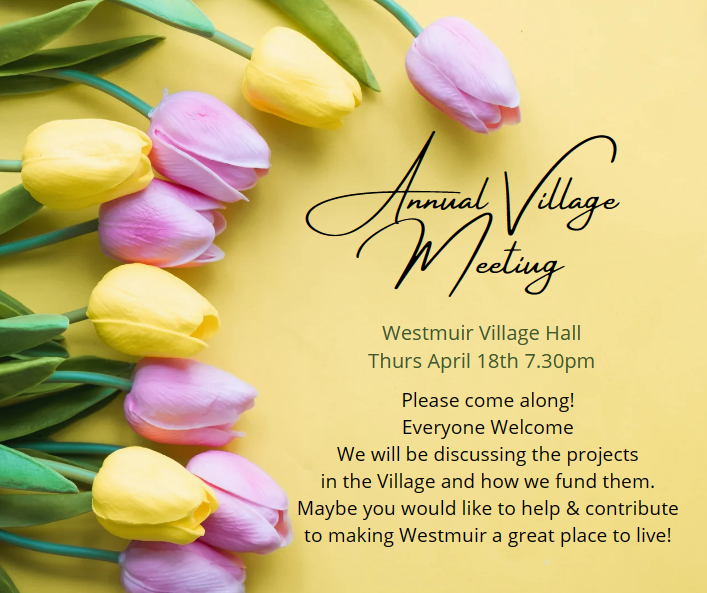 Annual Village
Meeting
Westmuir Village Hall
Thurs April 18th 7.30pm
Please come along!
Everyone Welcome
We will be discussing the projects
in the Village and how we fund them.
Maybe you would like to help & contribute
to making Westmuir a great place to live!